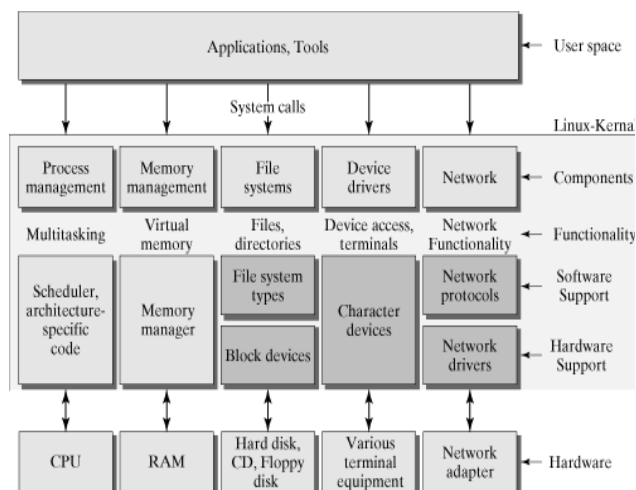 Applications, Tools
User space
System calls
Linux-Kernal
Process
management
Memory
management
File
systems
Device
drivers
Network
Components
Multitasking
Virtual
memory
Files,
directories
Device access,
terminals
Network
Functionality
Functionality
Scheduler,
architecture-
specific
code
Memory
manager
File system
types
Block devices
Character
devices
Network
protocols
Network
drivers
Software
Support
Hardware
Support
CPU
RAM
Hard disk,
CD, Floppy
disk
Various
terminal
equipment
Network
adapter
Hardware